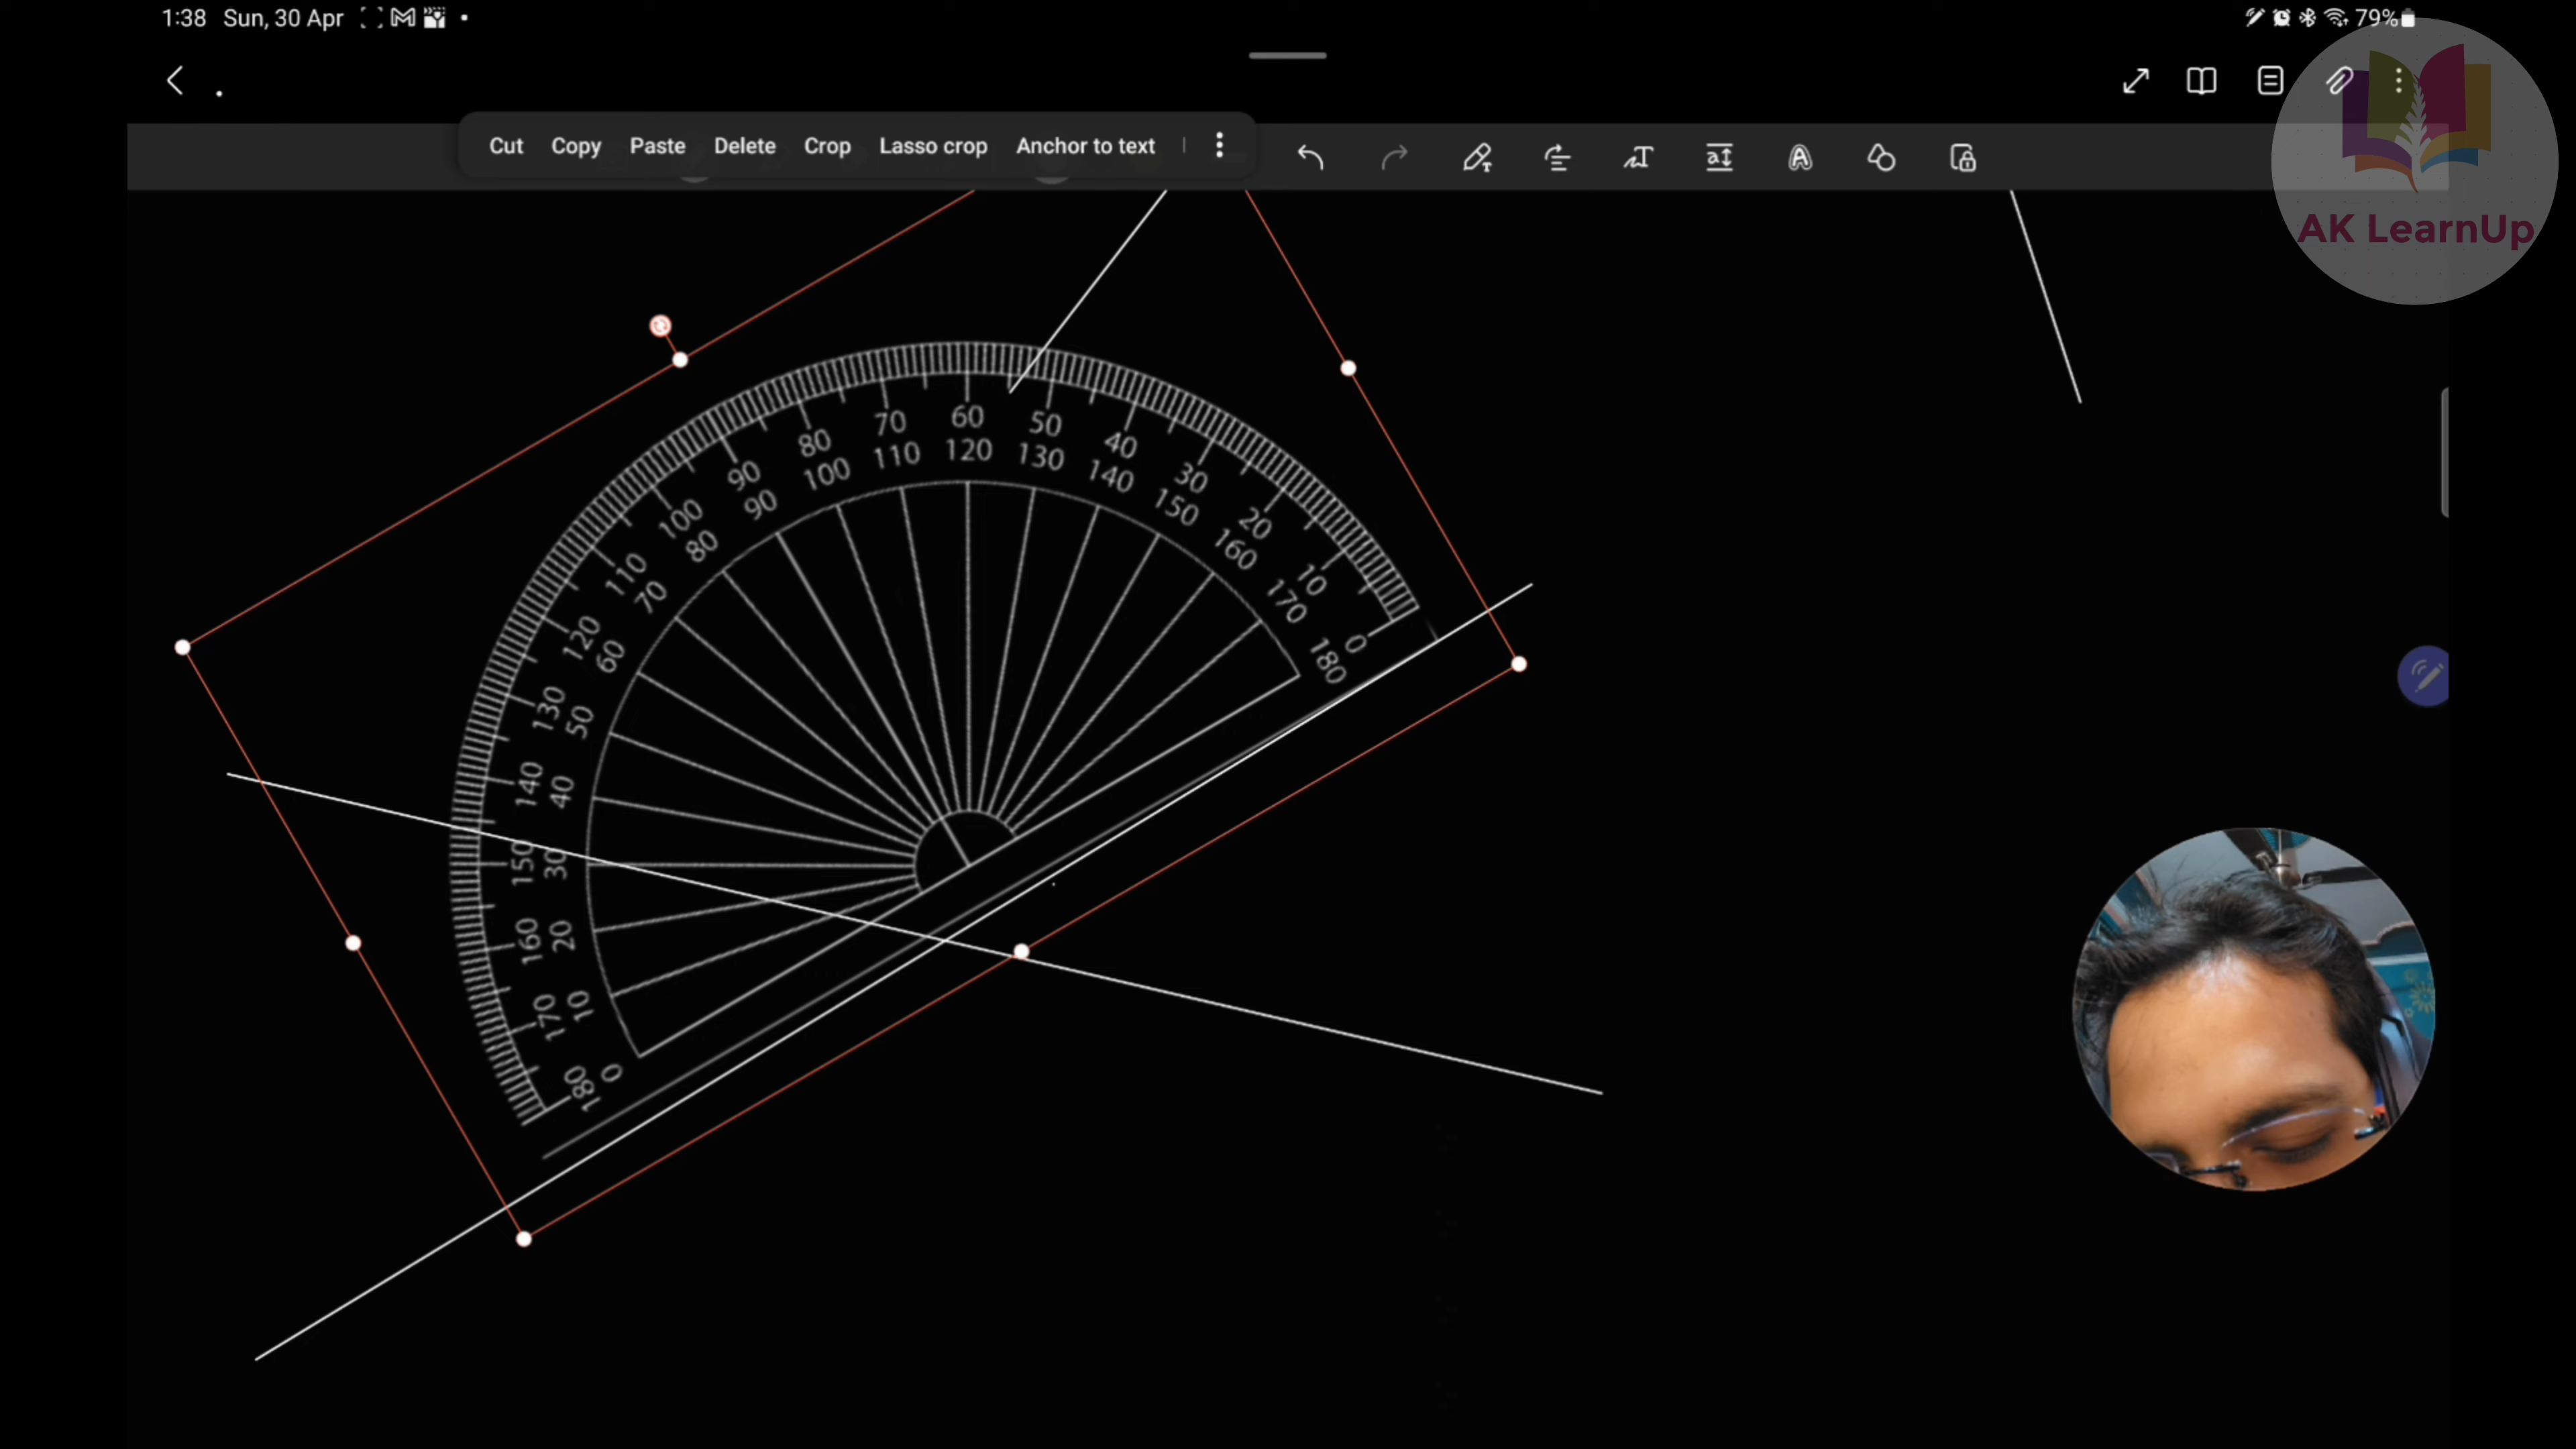 1:38 Sun, 30 Apr
79%
Cut Copy Paste Delete Crop Lasso crop Anchor to text
AK LearnUp
0 10 20 30 40 50 60 70 80 90 100 110 120 130 140 150 160 170 180
180 170 160 150 140 130 120 110 100 90 80 70 60 50 40 30 20 10 0